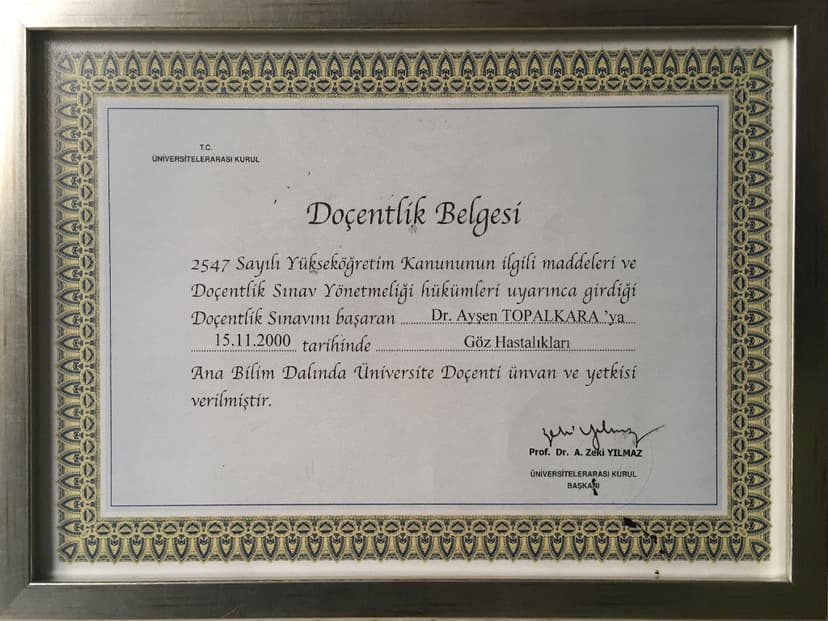 T.C.
ÜNİVERSİTELERARASI KURUL
Doçentlik Belgesi
2547 Sayılı Yükseköğretim Kanununun ilgili maddeleri ve
Doçentlik Sınav Yönetmeliği hükümleri uyarınca girdiği
Doçentlik Sınavını başaran Dr. Ayşen TOPALKARA 'ya
15.11.2000 tarihinde Göz Hastalıkları
Ana Bilim Dalında Üniversite Doçenti ünvan ve yetkisi
verilmiştir.
Zeki Yılmaz
Prof. Dr. A. Zeki YILMAZ
ÜNİVERSİTELERARASI KURUL
BAŞKANI